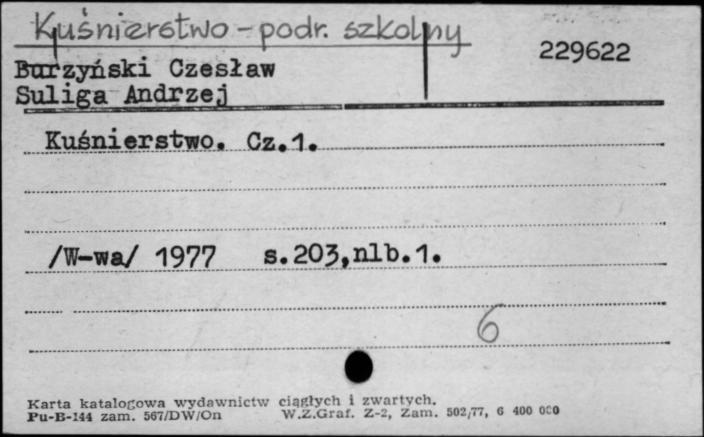 Kuśnierstwo - podr. szkolny
229622
Burzyński Czesław
Suliga Andrzej
Kuśnierstwo. Cz.1.
/W-wa/ 1977 s.203,nlb.1.
6
Karta katalogowa wydawnictw ciągłych i zwartych.
Pu-B-144 zam. 567/DW/On W.Z.Graf. Z-2, Zam. 502/77, 6 400 000